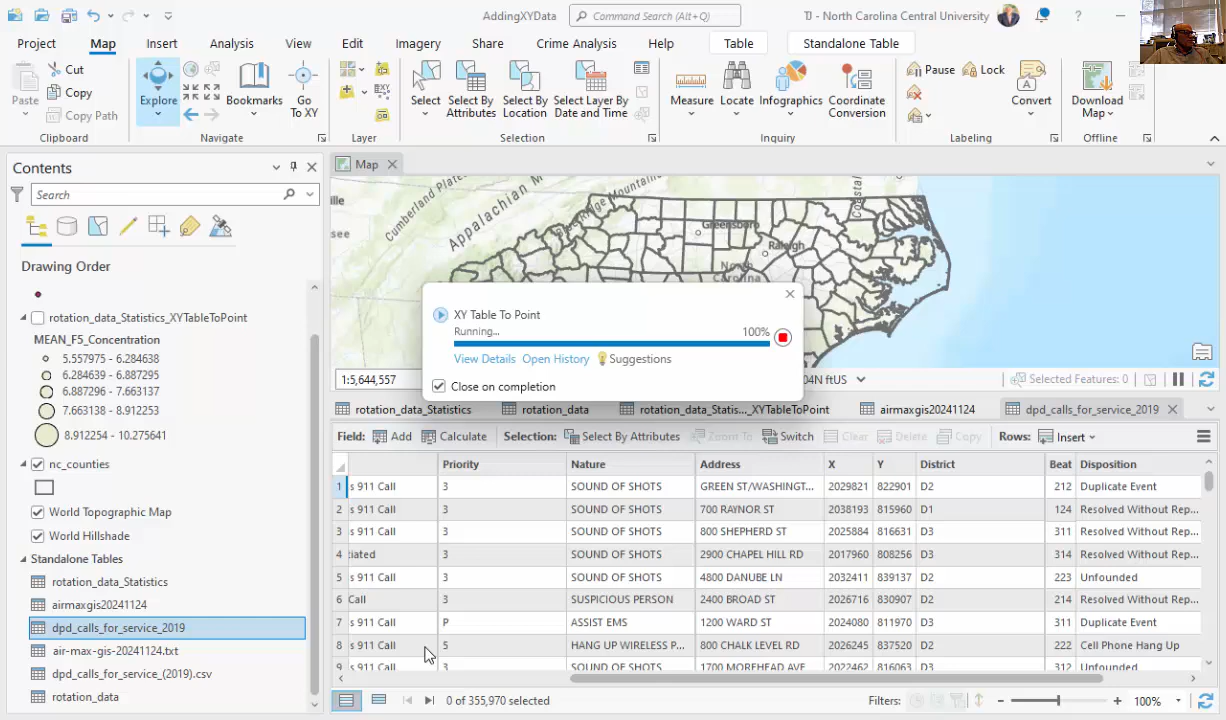 AddingXYData
Command Search (Alt+Q)
TJ - North Carolina Central University
?
Project Map Insert Analysis View Edit Imagery Share Crime Analysis Help Table Standalone Table
Paste
Cut
Copy
Copy Path
Clipboard
Explore
Bookmarks
Go To XY
Navigate
Layer
Select
Select By Attributes
Select By Location
Select Layer By Date and Time
Selection
Measure
Locate
Infographics
Coordinate Conversion
Inquiry
Pause
Lock
Convert
Labeling
Download Map
Offline
Contents
Search
Drawing Order
rotation_data_Statistics_XYTableToPoint
MEAN_F5_Concentration
5.557975 - 6.284638
6.284639 - 6.887295
6.887296 - 7.663137
7.663138 - 8.912253
8.912254 - 10.275641
nc_counties
World Topographic Map
World Hillshade
Standalone Tables
rotation_data_Statistics
airmaxgis20241124
dpd_calls_for_service_2019
air-max-gis-20241124.txt
dpd_calls_for_service_(2019).csv
rotation_data
Map
ille
see
Cumberland Plate
Appalachian M
Ridge Mountain
Coastal
Greensboro
Raleigh
North
Carolina
XY Table To Point
Running...
100%
View Details Open History Suggestions
Close on completion
1:5,644,557
04N ftUS
Selected Features: 0
rotation_data_Statistics rotation_data rotation_data_Statis..._XYTableToPoint airmaxgis20241124 dpd_calls_for_service_2019
Field: Add Calculate Selection: Select By Attributes Zoom To Switch Clear Delete Copy Rows: Insert
Priority Nature Address X Y District Beat Disposition
1 s 911 Call 3 SOUND OF SHOTS GREEN ST/WASHINGT... 2029821 822901 D2 212 Duplicate Event
2 s 911 Call 3 SOUND OF SHOTS 700 RAYNOR ST 2038193 815960 D1 124 Resolved Without Rep...
3 s 911 Call 3 SOUND OF SHOTS 800 SHEPHERD ST 2025884 816631 D3 311 Resolved Without Rep...
4 iated 3 SOUND OF SHOTS 2900 CHAPEL HILL RD 2017960 808256 D3 314 Resolved Without Rep...
5 s 911 Call 3 SOUND OF SHOTS 4800 DANUBE LN 2032411 839137 D2 223 Unfounded
6 Call 3 SUSPICIOUS PERSON 2400 BROAD ST 2026716 830907 D2 214 Resolved Without Rep...
7 s 911 Call P ASSIST EMS 1200 WARD ST 2024080 811970 D3 311 Duplicate Event
8 s 911 Call 5 HANG UP WIRELESS P... 800 CHALK LEVEL RD 2026245 837520 D2 222 Cell Phone Hang Up
9 s 911 Call 3 SOUND OF SHOTS 1700 MOREHEAD AVE 2022462 816063 D3 312 Unfounded
0 of 355,970 selected
Filters:
100%